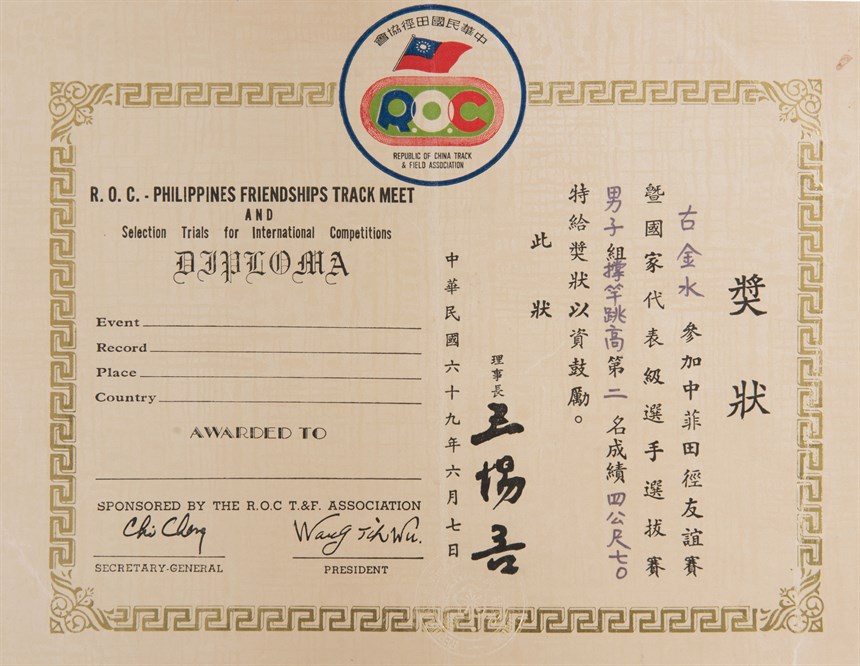 中華民國田徑協會
R.O.C
REPUBLIC OF CHINA TRACK
& FIELD ASSOCIATION
R. O. C. - PHILIPPINES FRIENDSHIPS TRACK MEET
AND
Selection Trials for International Competitions
DIPLOMA
Event
Record
Place
Country
AWARDED TO
SPONSORED BY THE R.O.C T.&F. ASSOCIATION
Chi Cheng
Wang Tih Wu.
SECRETARY-GENERAL
PRESIDENT
獎狀
古金水參加中菲田徑友誼賽
暨國家代表級選手選拔賽
男子組撐竿跳高第二名成績四公尺七〇
特給獎狀以資鼓勵。
此狀
理事長王惕吾
中華民國六十九年六月七日